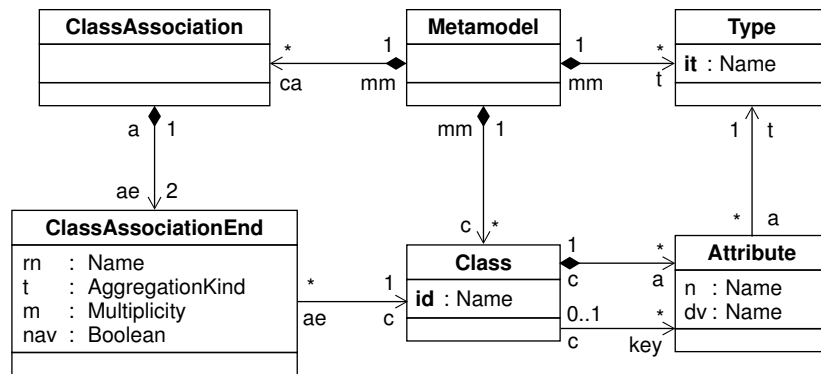 ClassAssociation
Metamodel
Type
it : Name
* 1
ca mm
1 *
mm t
a 1
mm 1
1 t
ae 2
c *
* a
ClassAssociationEnd
rn : Name
t : AggregationKind
m : Multiplicity
nav : Boolean
* 1
ae c
Class
id : Name
1 *
c a
0..1 *
c key
Attribute
n : Name
dv : Name